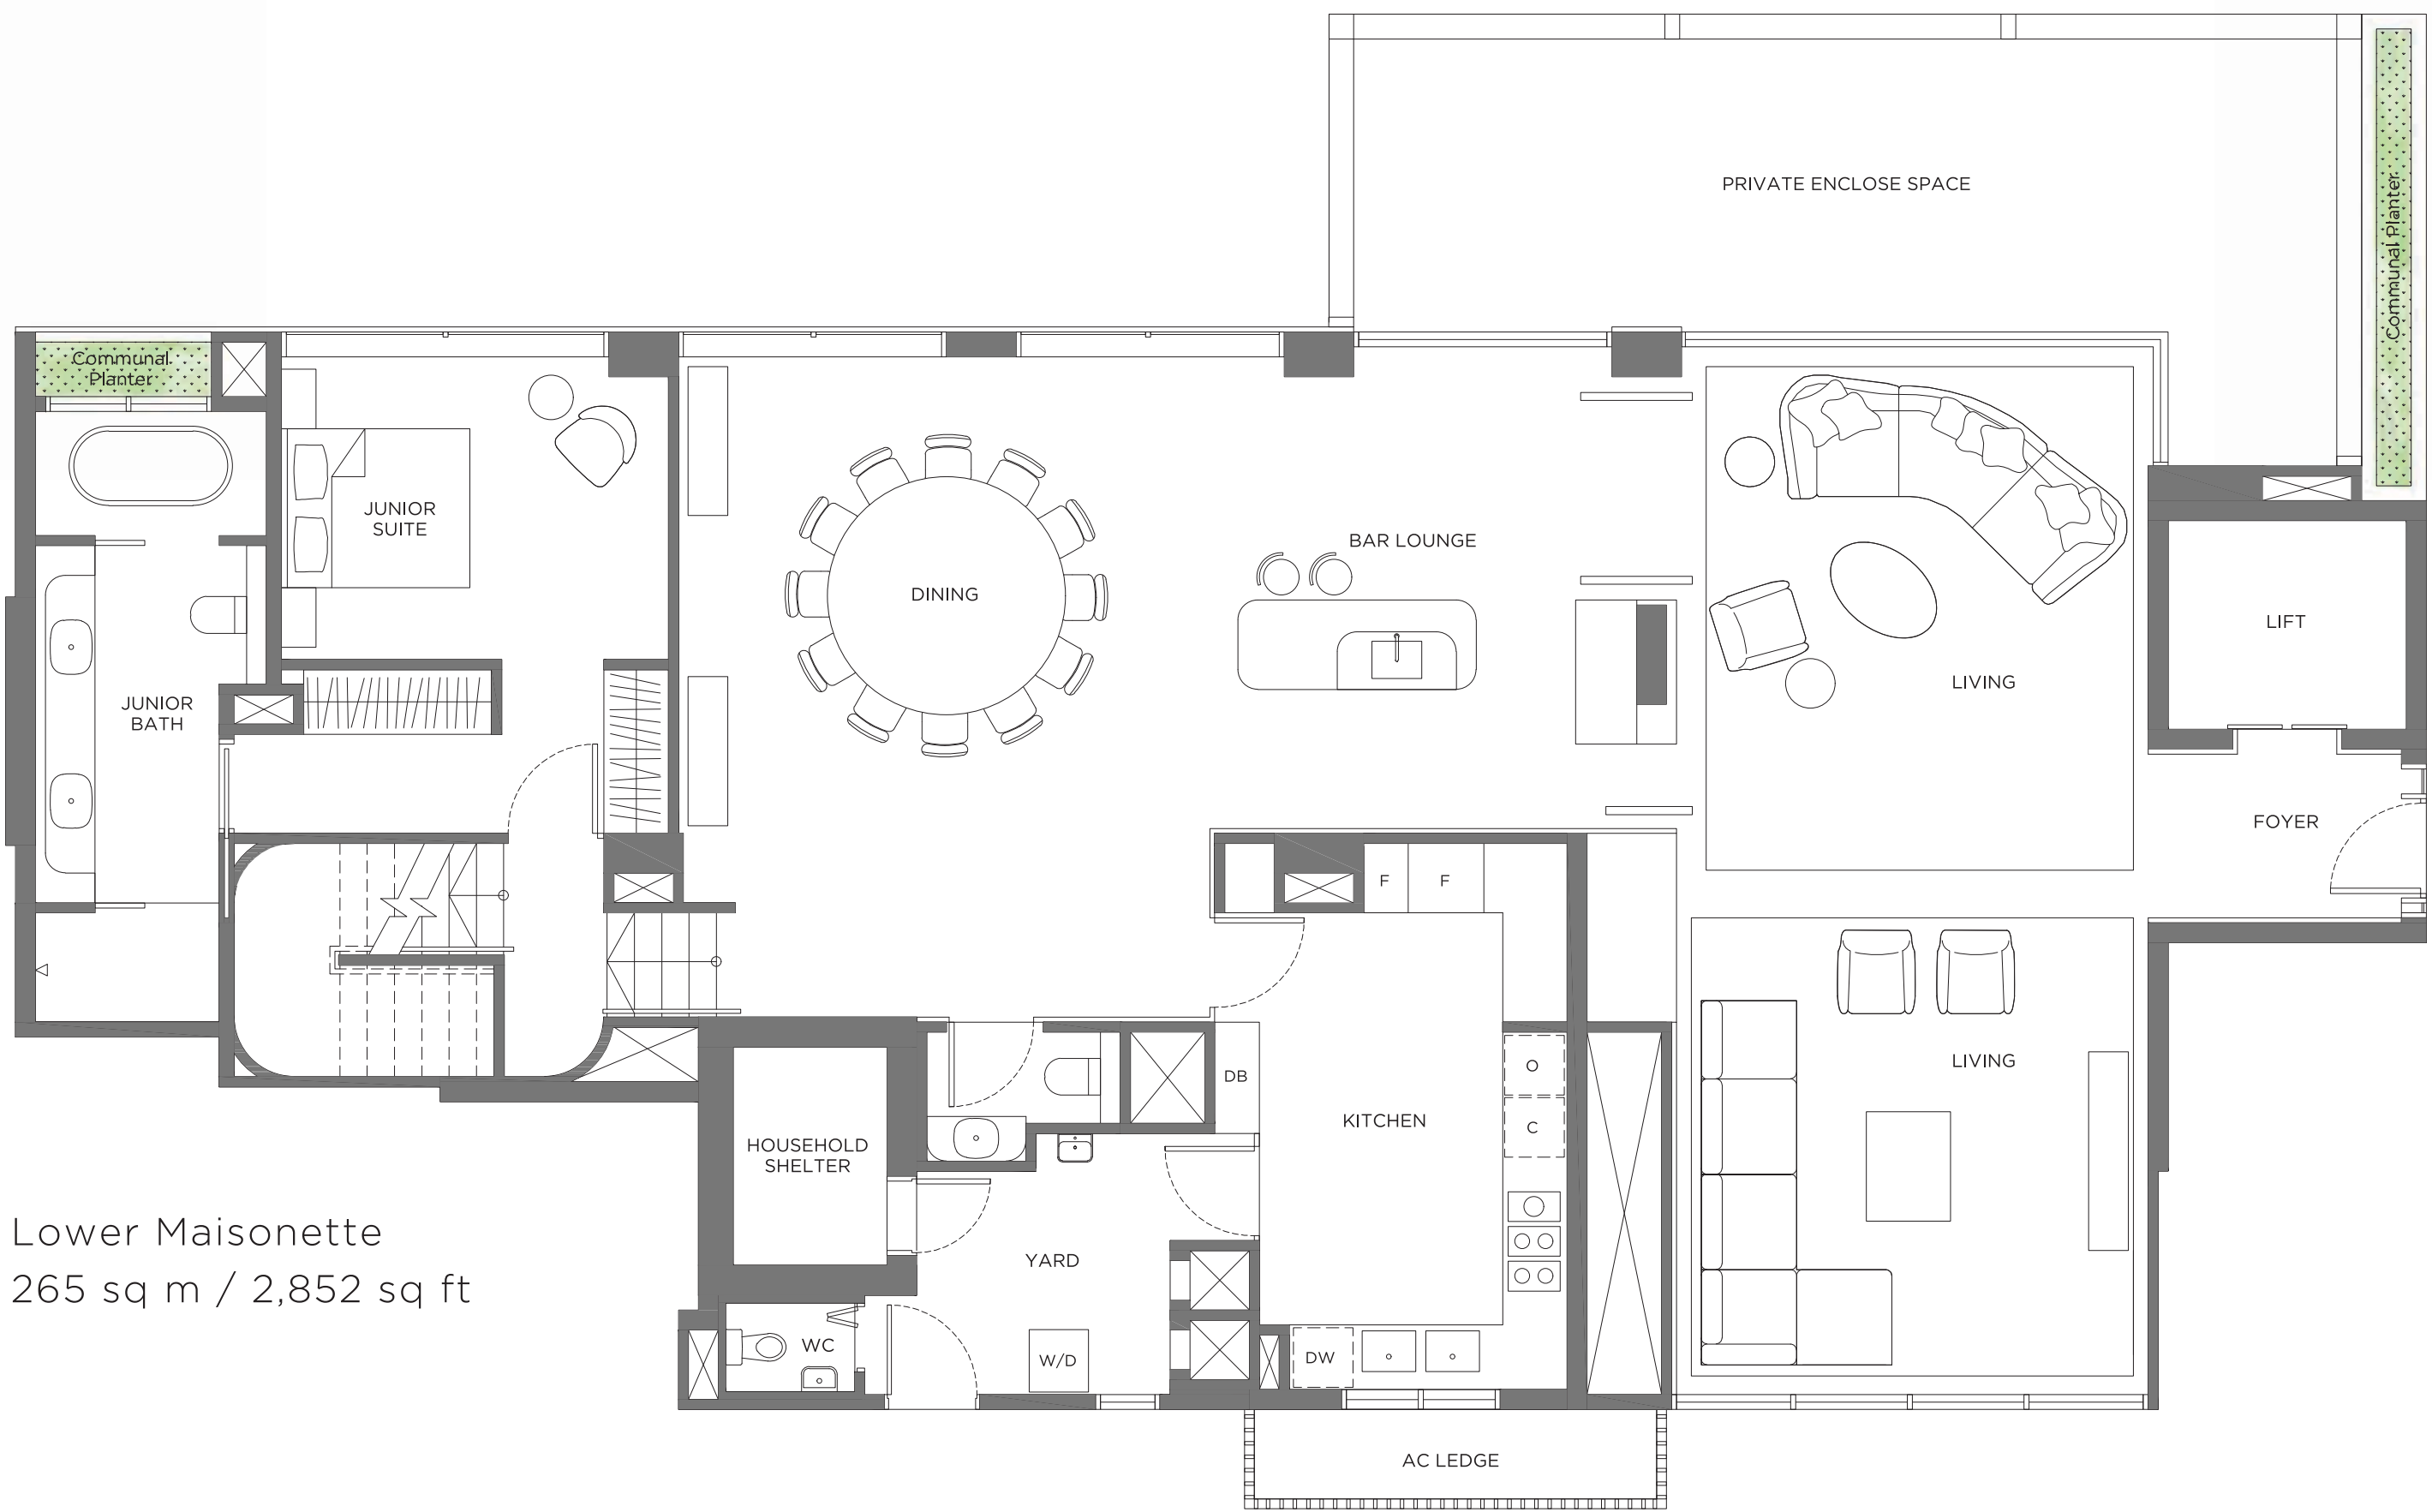 PRIVATE ENCLOSE SPACE
Communal Planter
Communal
Planter
JUNIOR
SUITE
BAR LOUNGE
DINING
LIFT
LIVING
JUNIOR
BATH
FOYER
F
F
LIVING
O
DB
C
KITCHEN
HOUSEHOLD
SHELTER
YARD
Lower Maisonette
265 sq m / 2,852 sq ft
WC
W/D
DW
AC LEDGE